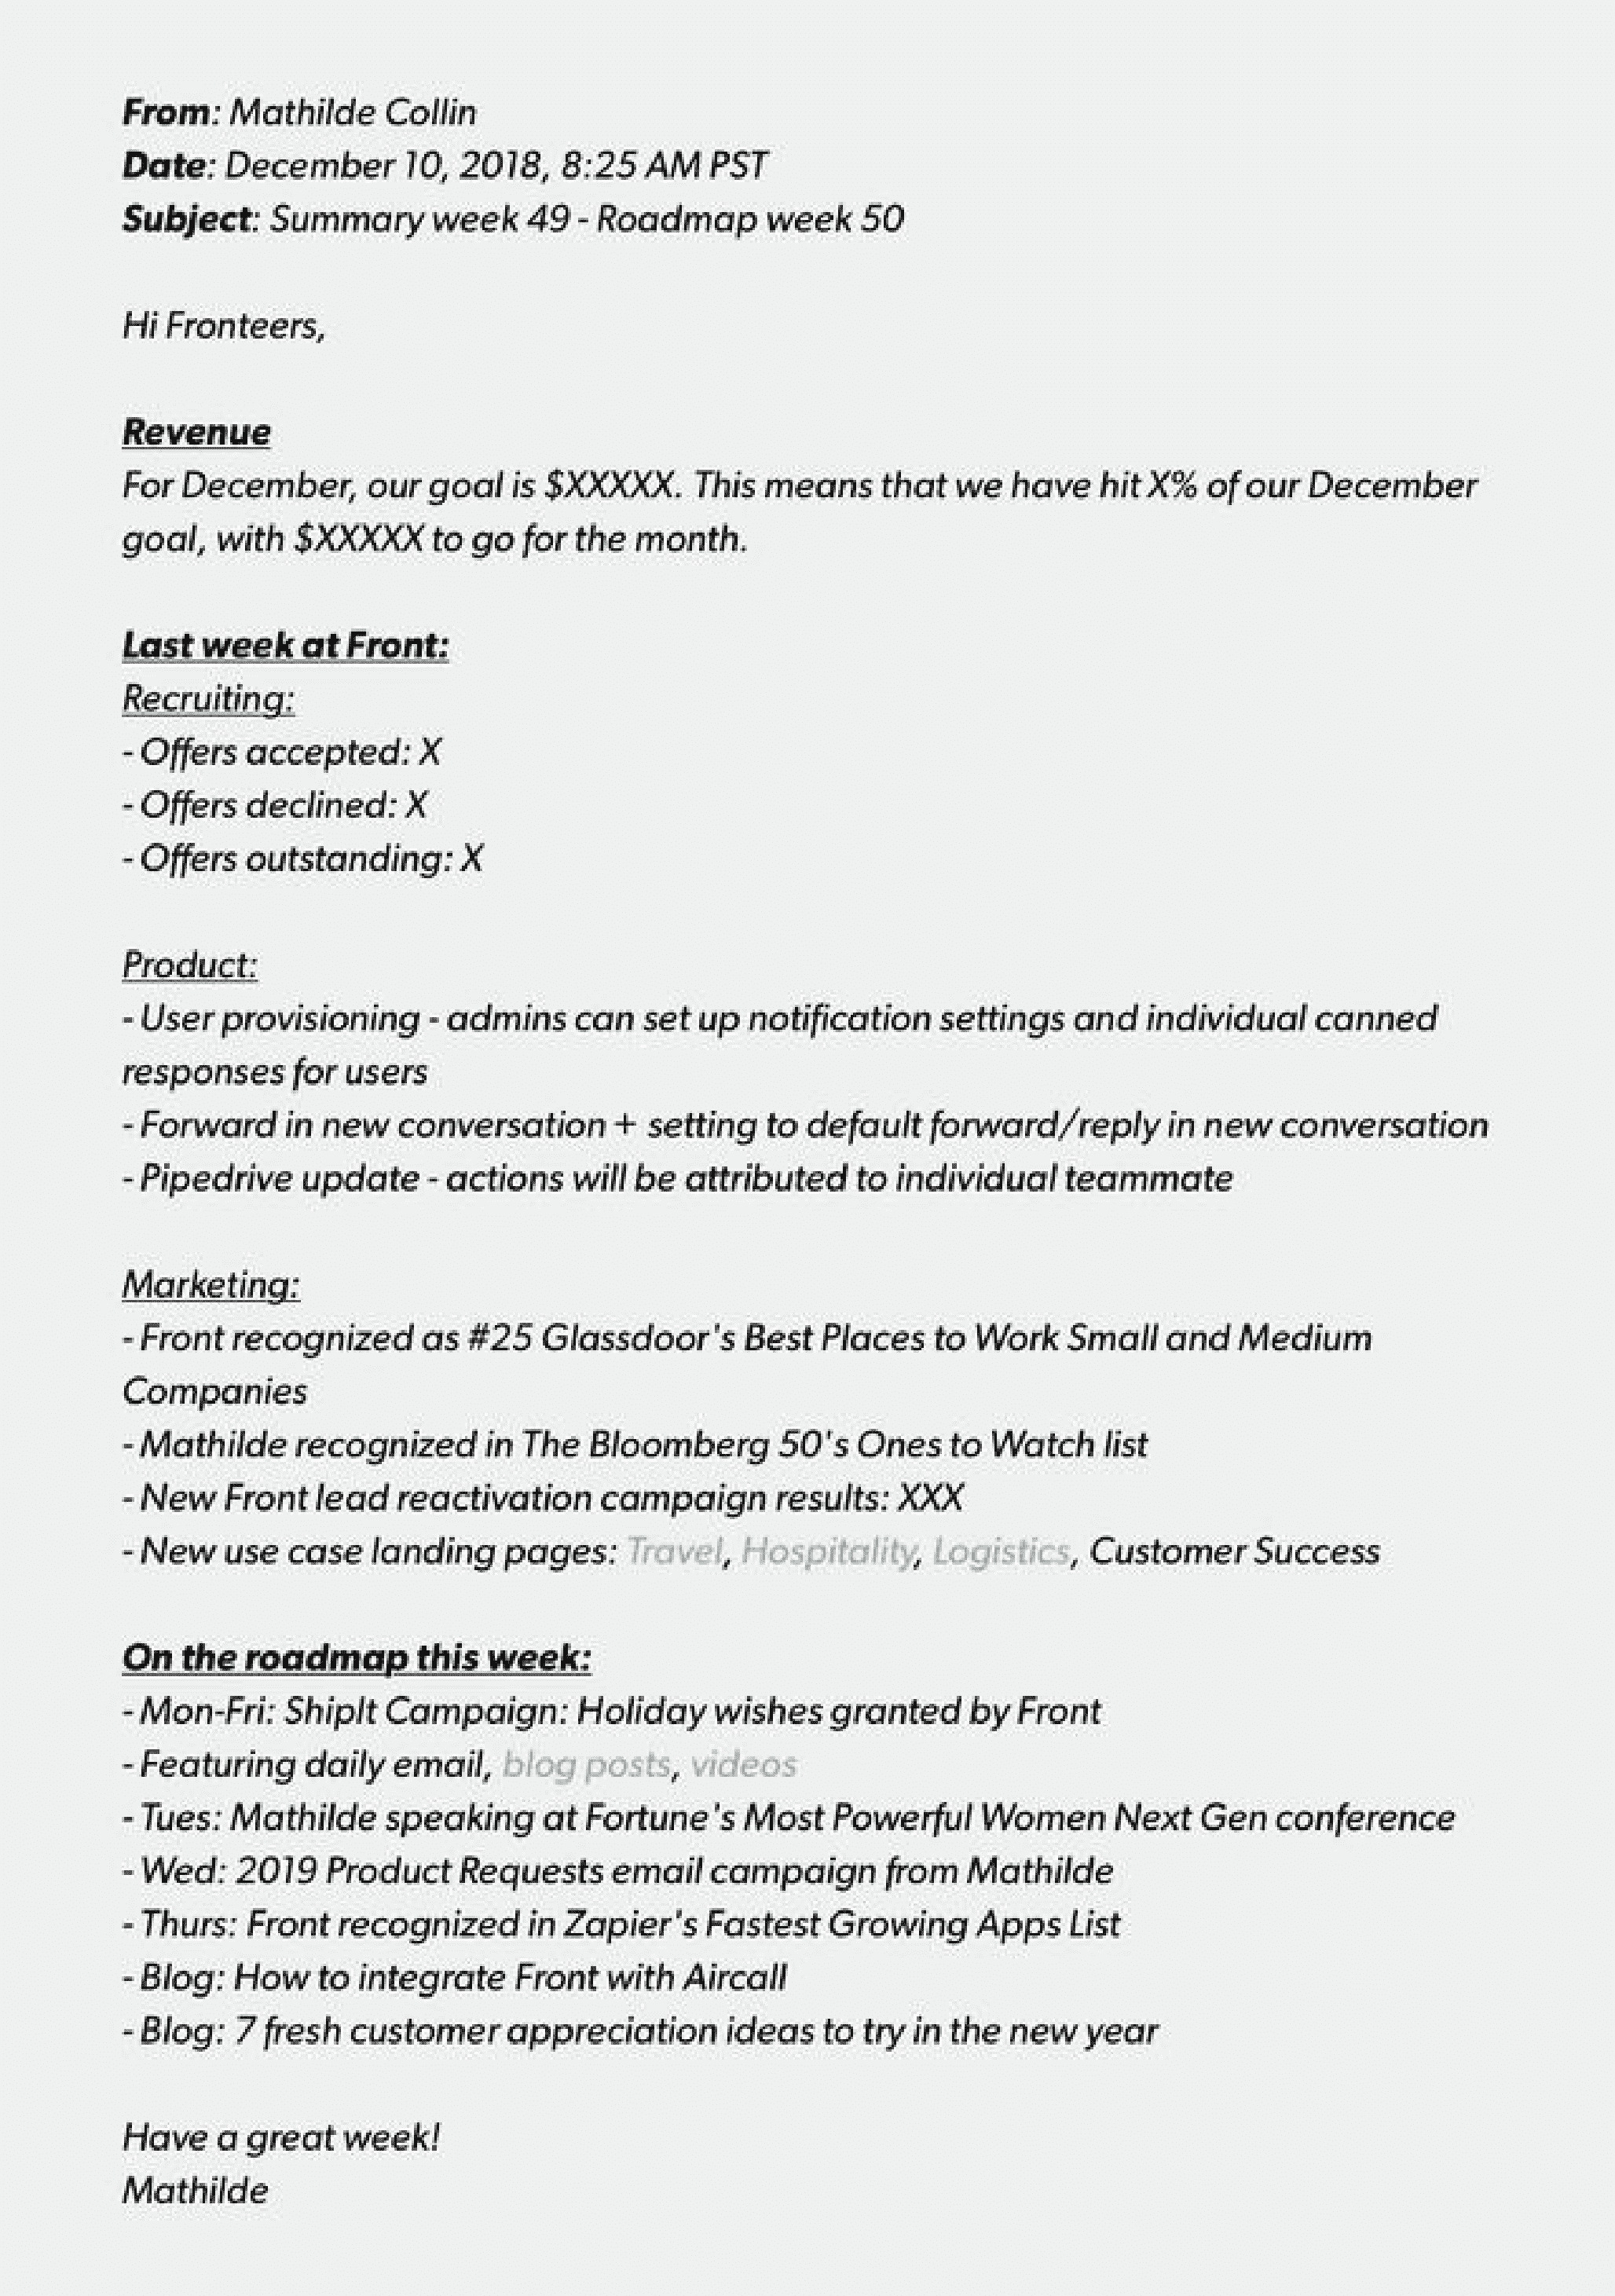 From: Mathilde Collin
Date: December 10, 2018, 8:25 AM PST
Subject: Summary week 49 - Roadmap week 50
Hi Fronteers,
Revenue
For December, our goal is $XXXXX. This means that we have hit X% of our December
goal, with $XXXXX to go for the month.
Last week at Front:
Recruiting:
- Offers accepted: X
- Offers declined: X
- Offers outstanding: X
Product:
- User provisioning - admins can set up notification settings and individual canned
responses for users
- Forward in new conversation + setting to default forward/reply in new conversation
- Pipedrive update - actions will be attributed to individual teammate
Marketing:
- Front recognized as #25 Glassdoor's Best Places to Work Small and Medium
Companies
- Mathilde recognized in The Bloomberg 50's Ones to Watch list
- New Front lead reactivation campaign results: XXX
- New use case landing pages: Travel, Hospitality, Logistics, Customer Success
On the roadmap this week:
- Mon-Fri: ShipIt Campaign: Holiday wishes granted by Front
- Featuring daily email, blog posts, videos
- Tues: Mathilde speaking at Fortune's Most Powerful Women Next Gen conference
- Wed: 2019 Product Requests email campaign from Mathilde
- Thurs: Front recognized in Zapier's Fastest Growing Apps List
- Blog: How to integrate Front with Aircall
- Blog: 7 fresh customer appreciation ideas to try in the new year
Have a great week!
Mathilde